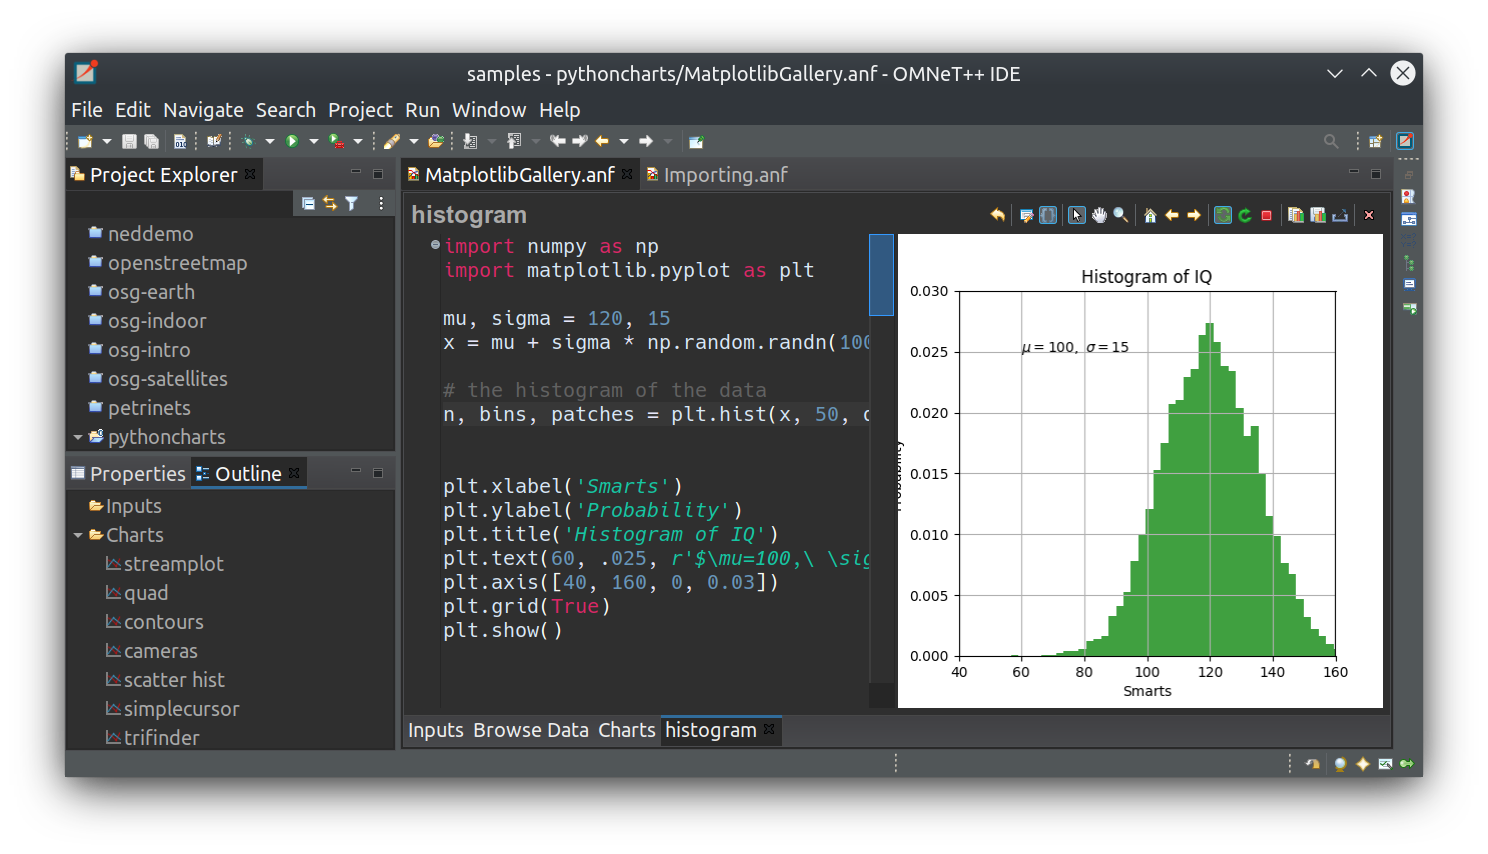 samples - pythoncharts/MatplotlibGallery.anf - OMNeT++ IDE
File Edit Navigate Search Project Run Window Help
Project Explorer
neddemo
openstreetmap
osg-earth
osg-indoor
osg-intro
osg-satellites
petrinets
pythoncharts
Properties Outline
Inputs
Charts
streamplot
quad
contours
cameras
scatter hist
simplecursor
trifinder
MatplotlibGallery.anf Importing.anf
histogram
import numpy as np
import matplotlib.pyplot as plt
mu, sigma = 120, 15
x = mu + sigma * np.random.randn(100
# the histogram of the data
n, bins, patches = plt.hist(x, 50, d
plt.xlabel('Smarts')
plt.ylabel('Probability')
plt.title('Histogram of IQ')
plt.text(60, .025, r'$\mu=100,\ \sig
plt.axis([40, 160, 0, 0.03])
plt.grid(True)
plt.show()
Histogram of IQ
0.030
0.025
0.020
0.015
0.010
0.005
0.000
μ = 100, σ = 15
Probability
40 60 80 100 120 140 160
Smarts
Inputs Browse Data Charts histogram